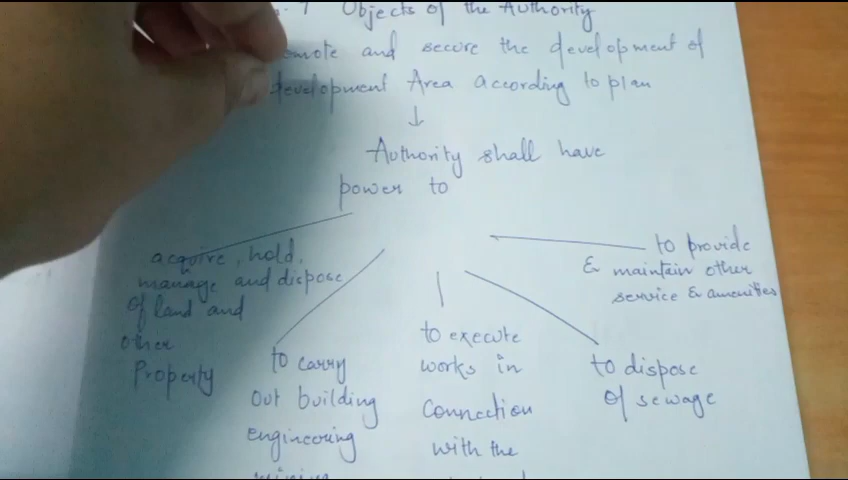 7 Objects of the Authority
and secure the development of
development Area according to plan
Authority shall have
power to
acquire, hold,
manage and dispose
of land and
other
Property
to carry
out building
engineering
to execute
works in
connection
with the
to dispose
of sewage
to provide
& maintain other
service & amenities